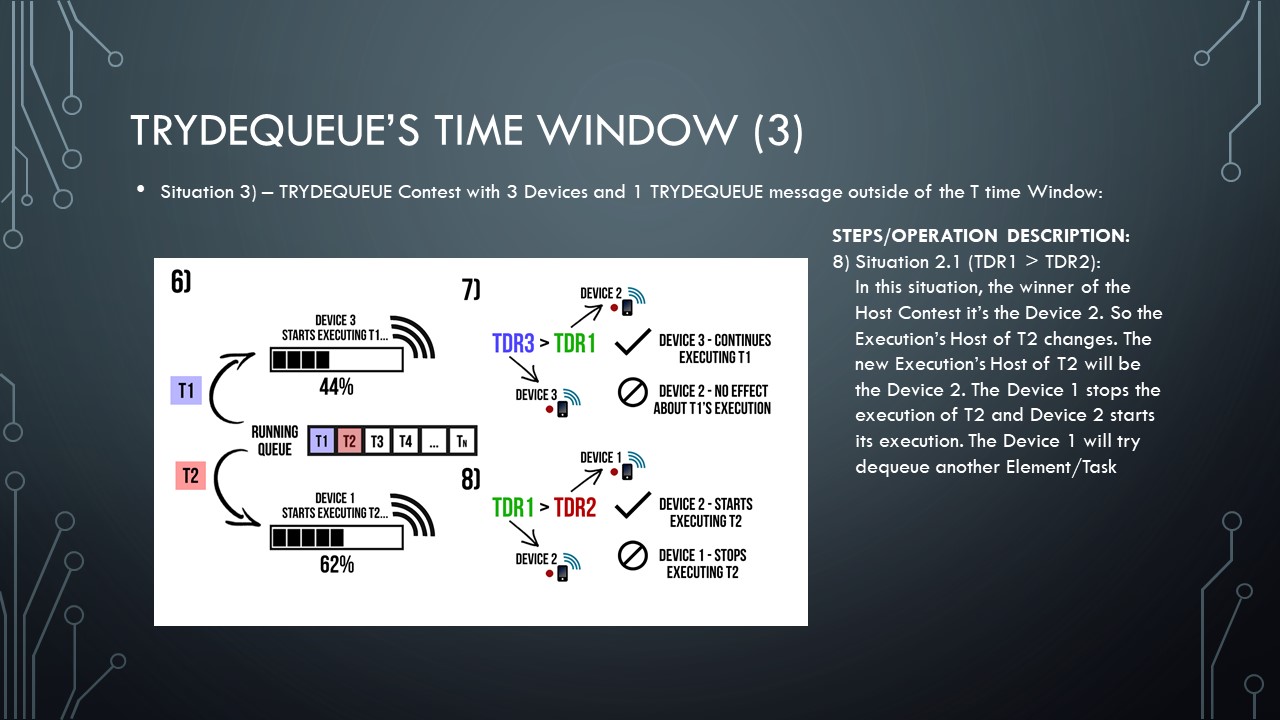 TRYDEQUEUE’S TIME WINDOW (3)
• Situation 3) – TRYDEQUEUE Contest with 3 Devices and 1 TRYDEQUEUE message outside of the T time Window:
6)
DEVICE 3
STARTS EXECUTING T1...
44%
T1
RUNNING
QUEUE
T1 T2 T3 T4 ... TN
T2
DEVICE 1
STARTS EXECUTING T2...
62%
7)
DEVICE 2
TDR3 > TDR1
DEVICE 3
DEVICE 3 - CONTINUES
EXECUTING T1
DEVICE 2 - NO EFFECT
ABOUT T1'S EXECUTION
8)
DEVICE 1
TDR1 > TDR2
DEVICE 2
DEVICE 2 - STARTS
EXECUTING T2
DEVICE 1 - STOPS
EXECUTING T2
STEPS/OPERATION DESCRIPTION:
8) Situation 2.1 (TDR1 > TDR2):
In this situation, the winner of the
Host Contest it’s the Device 2. So the
Execution’s Host of T2 changes. The
new Execution’s Host of T2 will be
the Device 2. The Device 1 stops the
execution of T2 and Device 2 starts
its execution. The Device 1 will try
dequeue another Element/Task